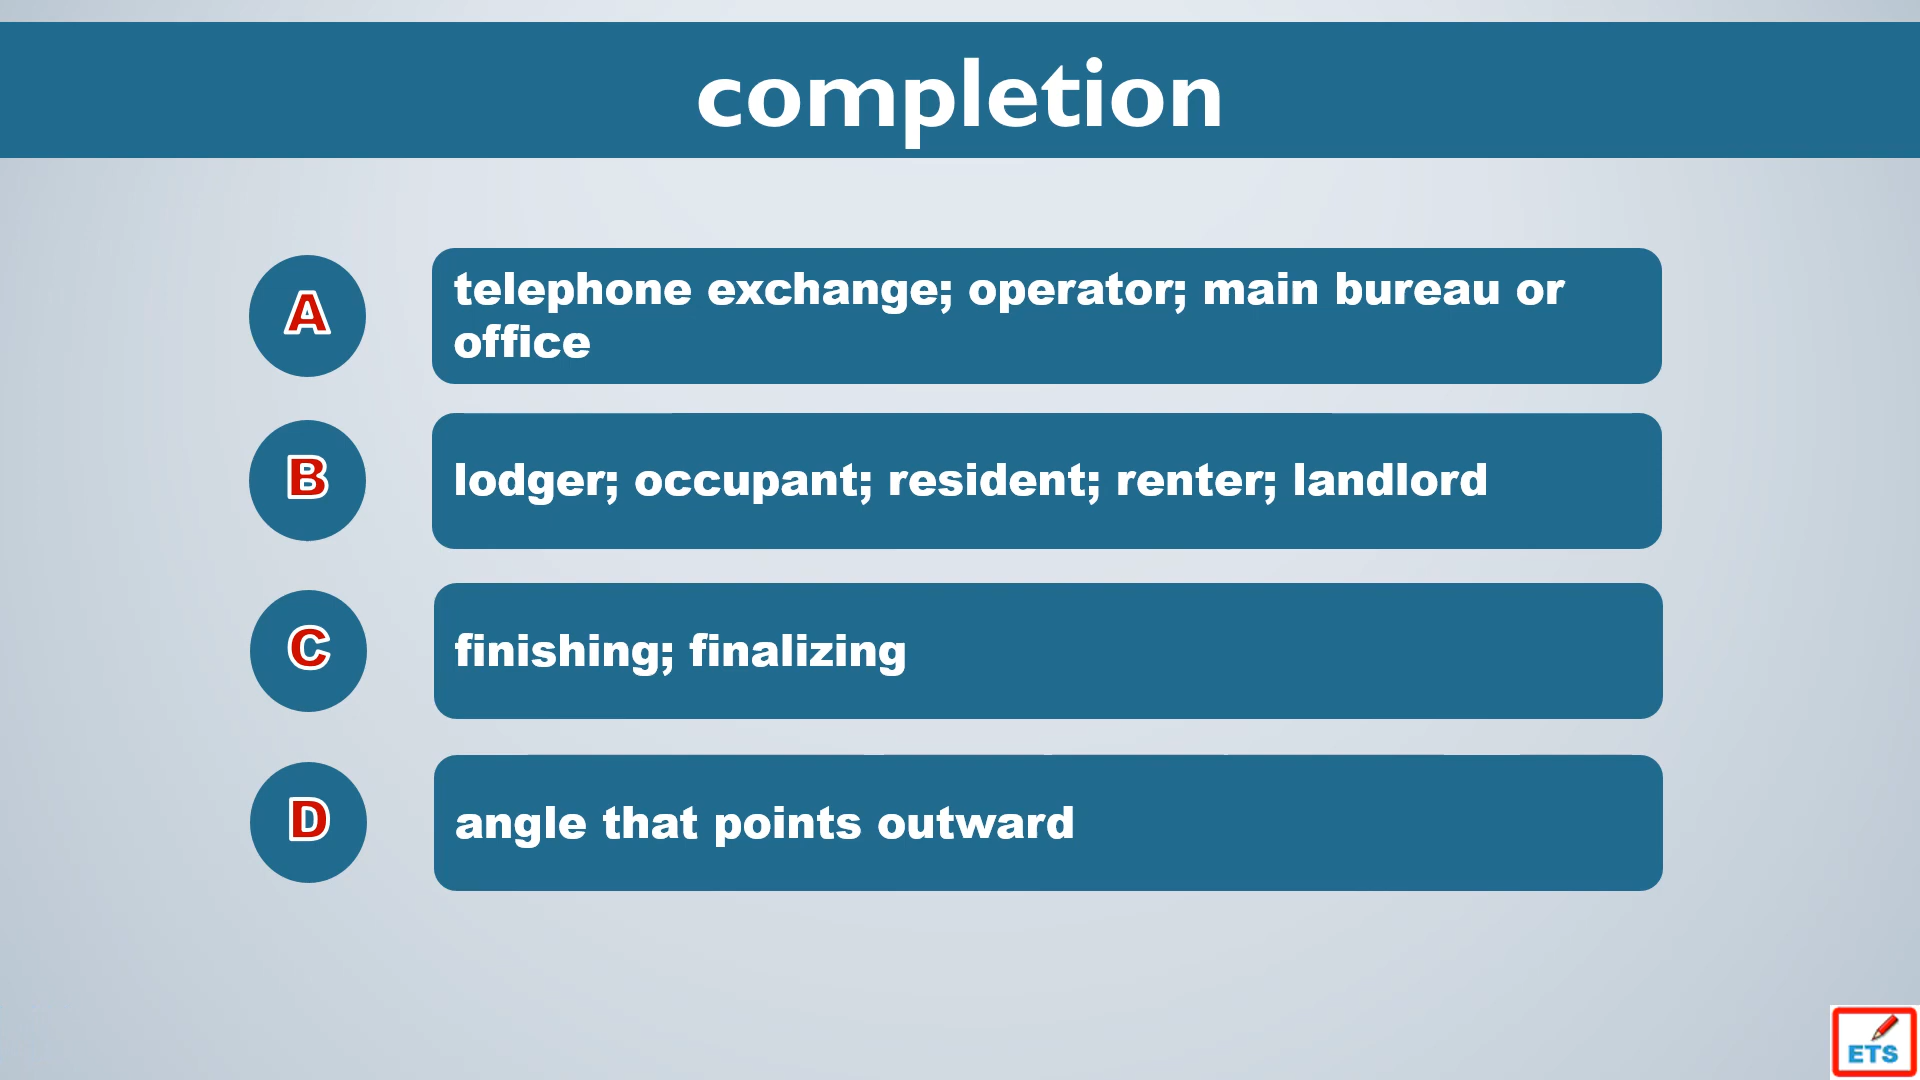 completion
A
telephone exchange; operator; main bureau or
office
B
lodger; occupant; resident; renter; landlord
C
finishing; finalizing
D
angle that points outward
ETS